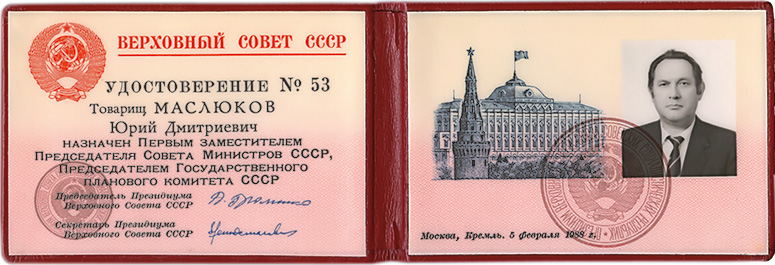 ВЕРХОВНЫЙ СОВЕТ СССР
УДОСТОВЕРЕНИЕ № 53
Товарищ МАСЛЮКОВ
Юрий Дмитриевич
НАЗНАЧЕН ПЕРВЫМ ЗАМЕСТИТЕЛЕМ
ПРЕДСЕДАТЕЛЯ СОВЕТА МИНИСТРОВ СССР,
ПРЕДСЕДАТЕЛЕМ ГОСУДАРСТВЕННОГО
ПЛАНОВОГО КОМИТЕТА СССР
Председатель Президиума
Верховного Совета СССР
Секретарь Президиума
Верховного Совета СССР
Москва, Кремль. 5 февраля 1988 г.